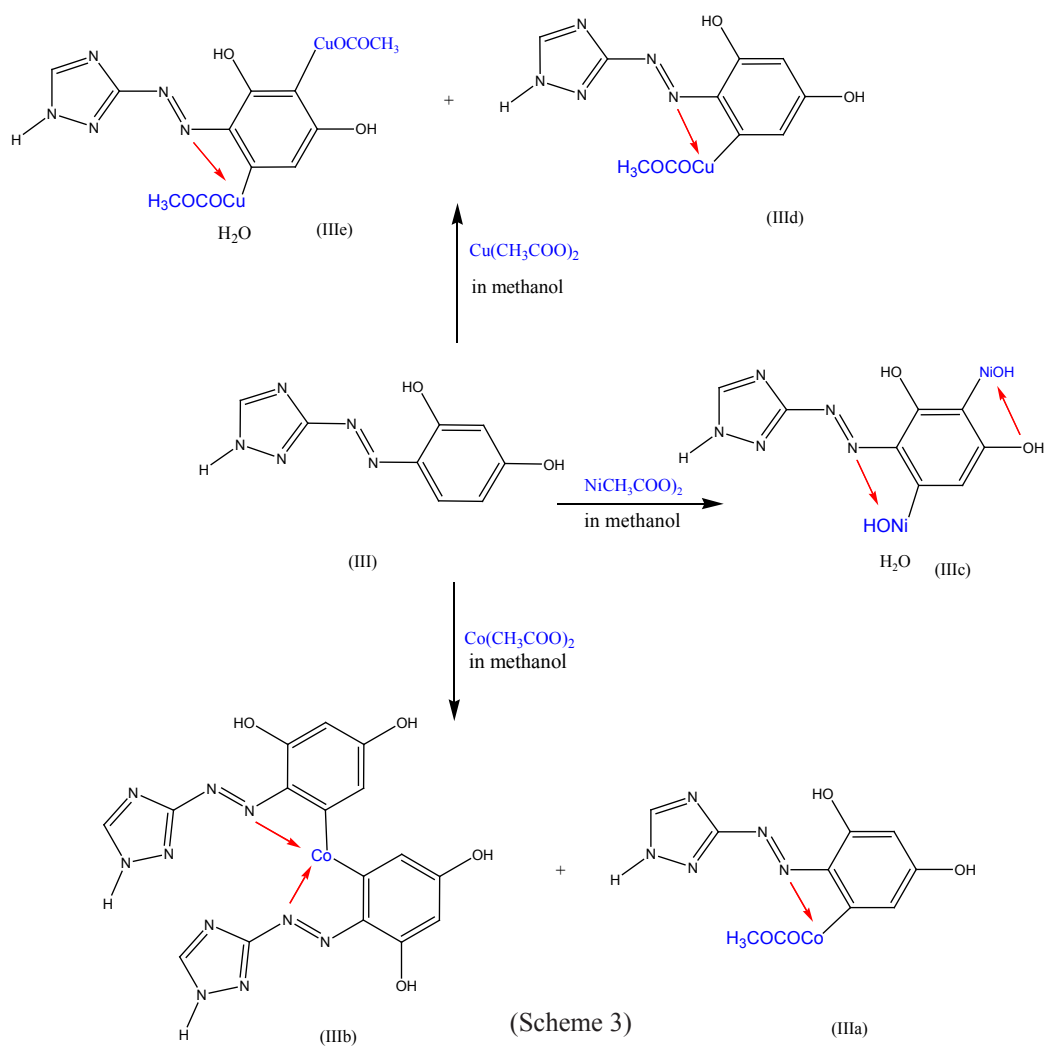 CuOCOCH3
HO
N
N
N
N
N
N
H
OH
H3COCOCu
H2O
(IIIe)
+
HO
N
N
N
N
N
H
OH
H3COCOCu
(IIId)
Cu(CH3COO)2
in methanol
HO
N
N
N
N
N
H
OH
(III)
NiCH3COO)2
in methanol
HO
NiOH
N
N
N
N
N
H
OH
HONi
H2O
(IIIc)
Co(CH3COO)2
in methanol
HO
OH
N
N
N
N
N
H
Co
OH
N
N
N
N
N
H
OH
(IIIb)
+
HO
N
N
N
N
N
H
OH
H3COCOCo
(IIIa)
(Scheme 3)